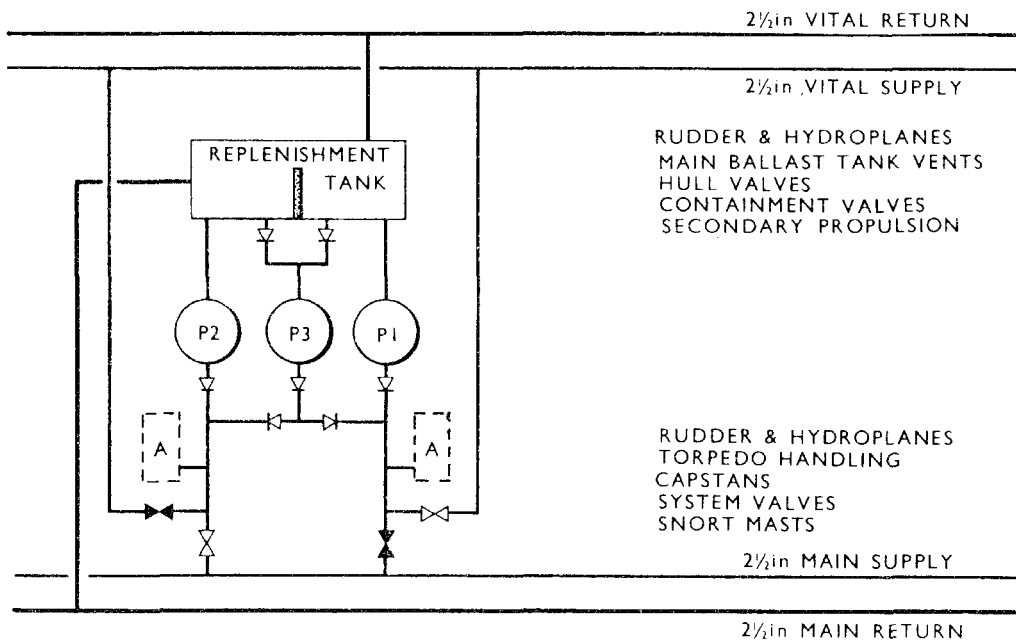 2½in VITAL RETURN
2½in VITAL SUPPLY
REPLENISHMENT
TANK
RUDDER & HYDROPLANES
MAIN BALLAST TANK VENTS
HULL VALVES
CONTAINMENT VALVES
SECONDARY PROPULSION
P2
P3
P1
A
A
RUDDER & HYDROPLANES
TORPEDO HANDLING
CAPSTANS
SYSTEM VALVES
SNORT MASTS
2½in MAIN SUPPLY
2½in MAIN RETURN